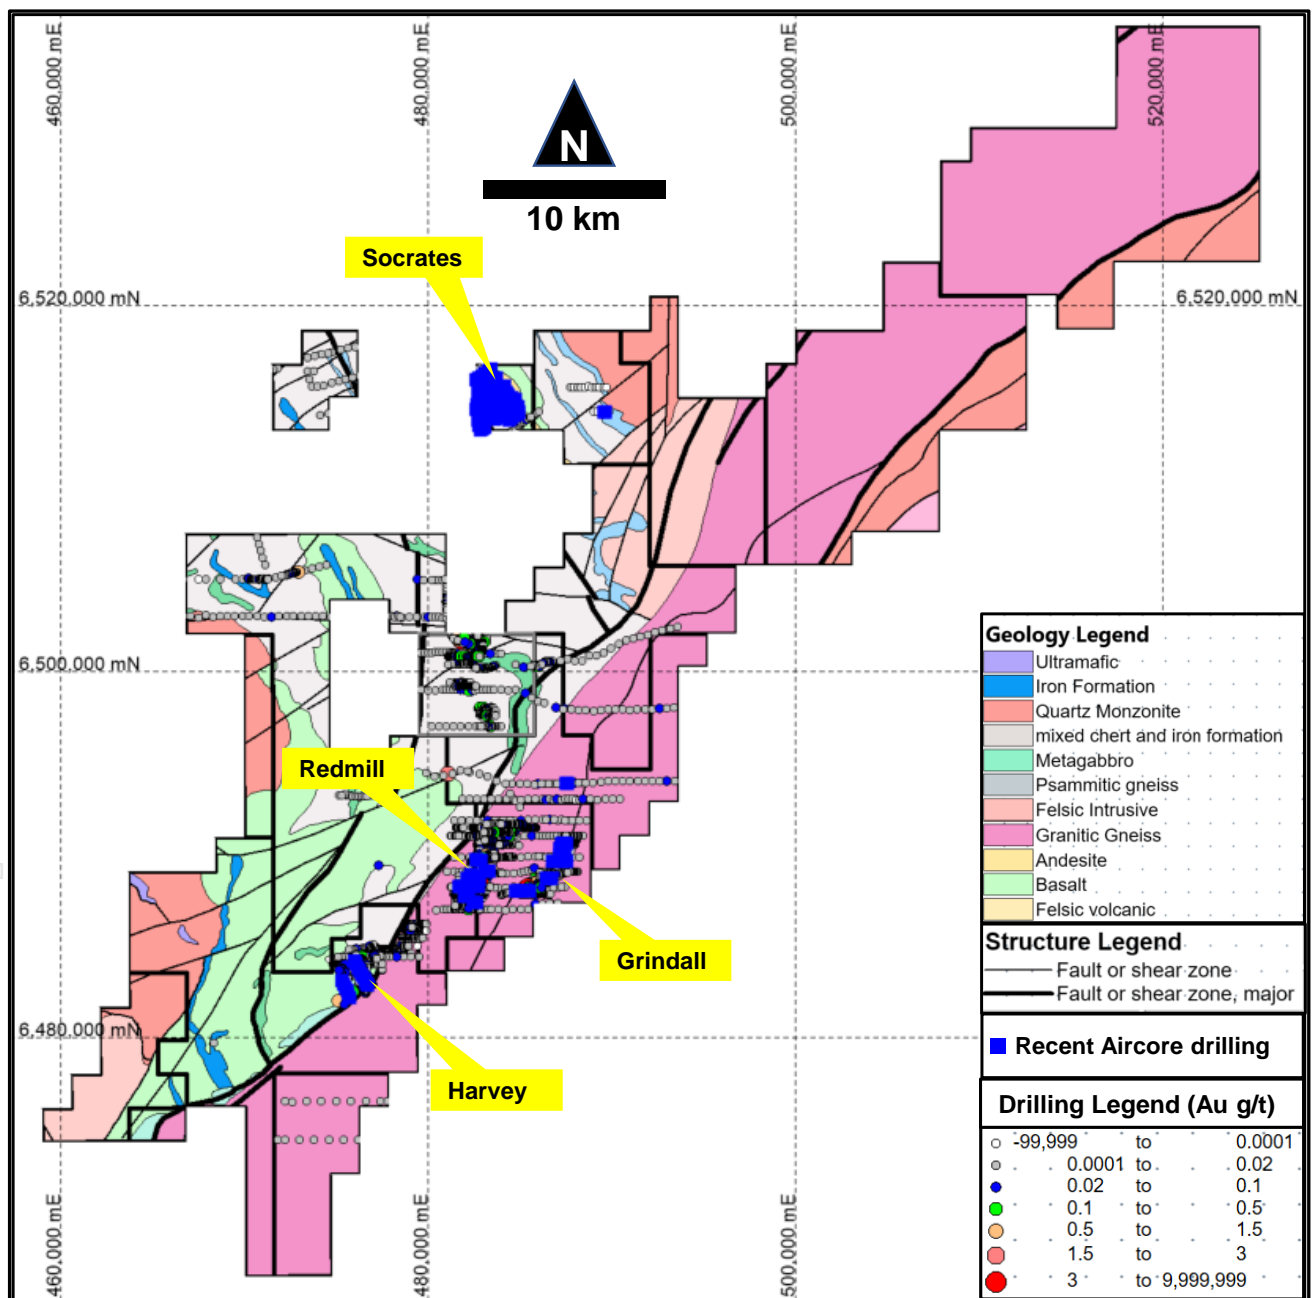 460,000 mE
480,000 mE
500,000 mE
520,000 mE
N
10 km
Socrates
6,520,000 mN
6,520,000 mN
6,500,000 mN
Redmill
Grindall
6,480,000 mN
Harvey
460,000 mE
480,000 mE
500,000 mE
Geology Legend
Ultramafic
Iron Formation
Quartz Monzonite
mixed chert and iron formation
Metagabbro
Psammitic gneiss
Felsic Intrusive
Granitic Gneiss
Andesite
Basalt
Felsic volcanic
Structure Legend
Fault or shear zone
Fault or shear zone, major
Recent Aircore drilling
Drilling Legend (Au g/t)
-99,999 to 0.0001
0.0001 to 0.02
0.02 to 0.1
0.1 to 0.5
0.5 to 1.5
1.5 to 3
3 to 9,999,999